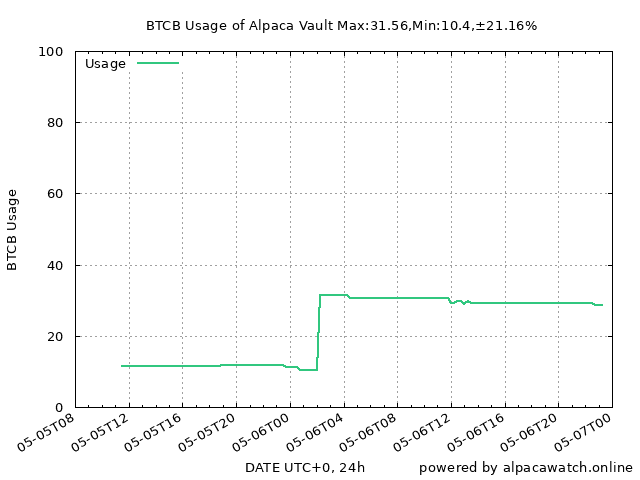 BTCB Usage of Alpaca Vault Max:31.56,Min:10.4,±21.16%
Usage
100
80
60
40
20
0
BTCB Usage
05-05T08
05-05T12
05-05T16
05-05T20
05-06T00
05-06T04
05-06T08
05-06T12
05-06T16
05-06T20
05-07T00
DATE UTC+0, 24h
powered by alpacawatch.online